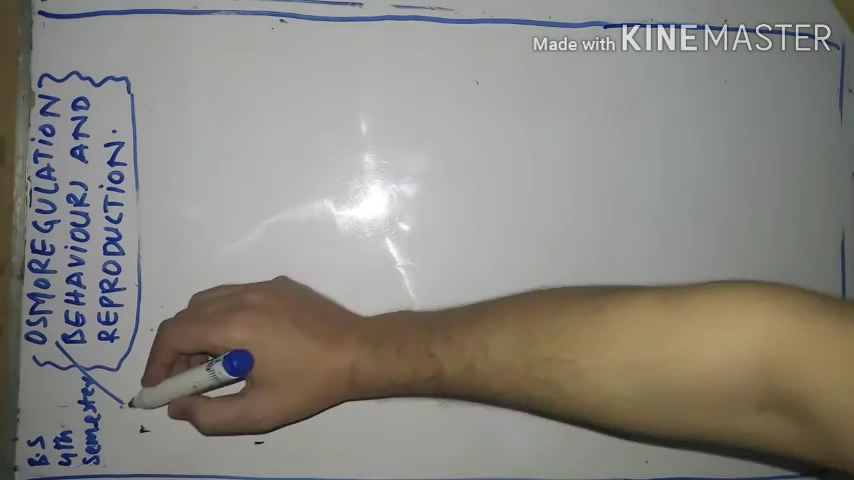 Made with KINEMASTER
B.S
4th
Semester
{ OSMOREGULATION }
BEHAVIOUR, AND
REPRODUCTION.